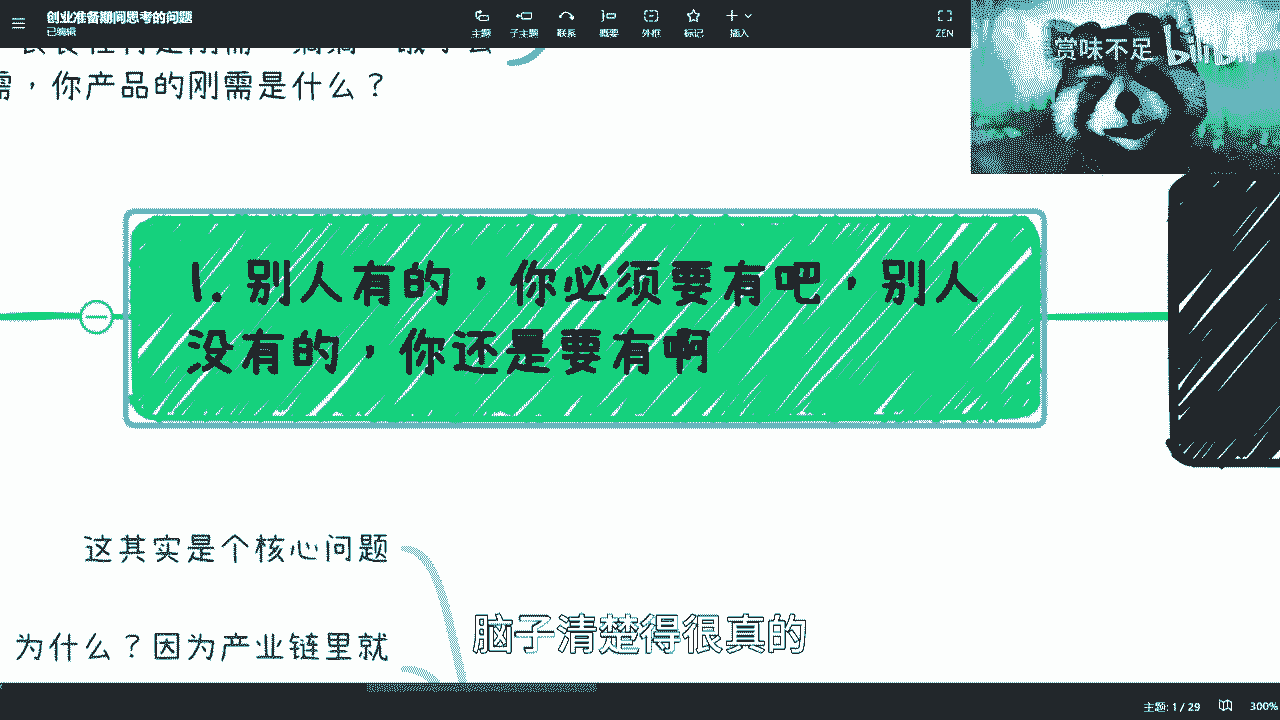 创业准备期间思考的问题
已编辑
主题
子主题
联系
概要
外框
标记
插入
ZEN
赏味不足 bilibili
需，你产品的刚需是什么？
1. 别人有的，你必须要有吧，别人
没有的，你还是要有啊
这其实是个核心问题
为什么？因为产业链里就
脑子清楚得很真的
主题: 1 / 29
300%